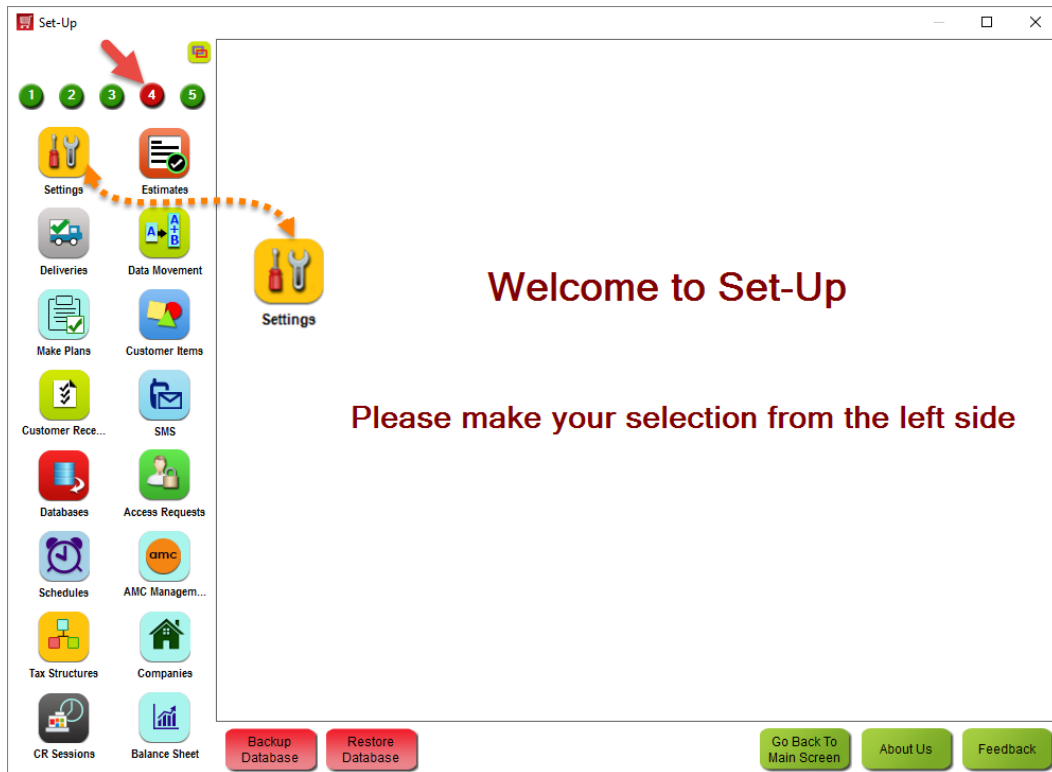 Set-Up
1 2 3 4 5
Settings Estimates
A A+B
Deliveries Data Movement
Settings
Welcome to Set-Up
Make Plans Customer Items
Please make your selection from the left side
Customer Rece... SMS
Databases Access Requests
amc
Schedules AMC Managem...
Tax Structures Companies
CR Sessions Balance Sheet
Backup Database
Restore Database
Go Back To Main Screen
About Us
Feedback